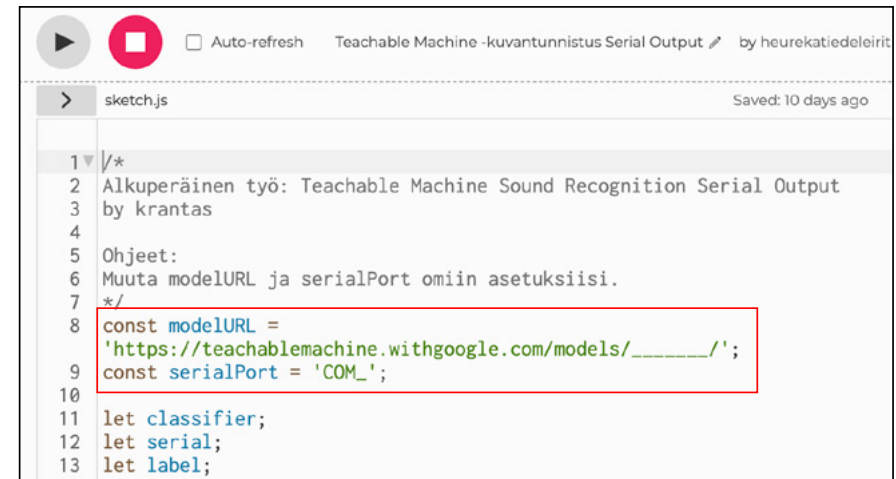 Auto-refresh Teachable Machine -kuvantunnistus Serial Output by heurekatiedeleirit
> sketch.js Saved: 10 days ago
1 /*
2 Alkuperäinen työ: Teachable Machine Sound Recognition Serial Output
3 by krantas
4
5 Ohjeet:
6 Muuta modelURL ja serialPort omiin asetuksiisi.
7 */
8 const modelURL =
'https://teachablemachine.withgoogle.com/models/_______/';
9 const serialPort = 'COM_';
10
11 let classifier;
12 let serial;
13 let label;